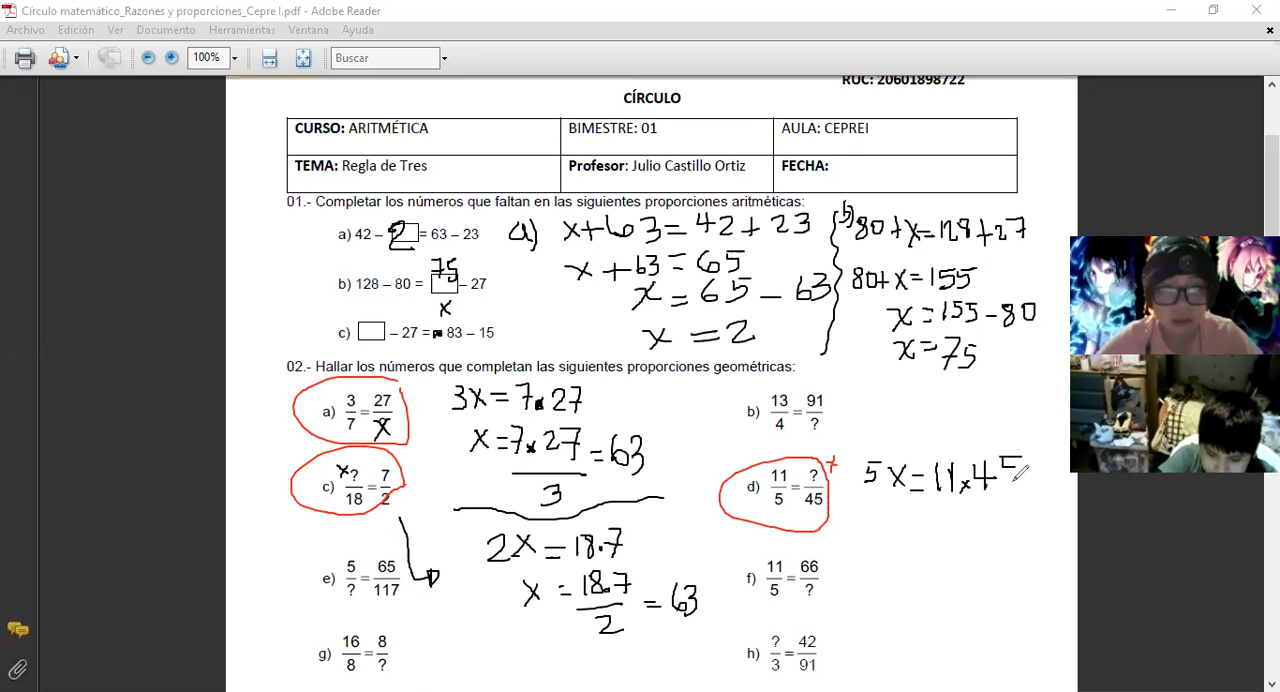 Círculo matemático_Razones y proporciones_Cepre I.pdf - Adobe Reader
Archivo Edición Ver Documento Herramientas Ventana Ayuda
100% Buscar
RUC: 20601898722
CÍRCULO
CURSO: ARITMÉTICA BIMESTRE: 01 AULA: CEPREI
TEMA: Regla de Tres Profesor: Julio Castillo Ortiz FECHA:
01.- Completar los números que faltan en las siguientes proporciones aritméticas:
a) 42 – 2 = 63 – 23
b) 128 – 80 = 75 – 27
x
c) – 27 = 83 – 15
a) x+63=42+23
x+63=65
x=65-63
x=2
b) 80+x=128+27
80+x=155
x=155-80
x=75
02.- Hallar los números que completan las siguientes proporciones geométricas:
a) 3/7 = 27/x
3x=7.27
x=7x27/3=63
b) 13/4 = 91/?
c) x?/18 = 7/2
2x=18.7
x=18.7/2=63
d) 11/5 = ?/45
5x=11x45
e) 5/? = 65/117
f) 11/5 = 66/?
g) 16/8 = 8/?
h) ?/3 = 42/91